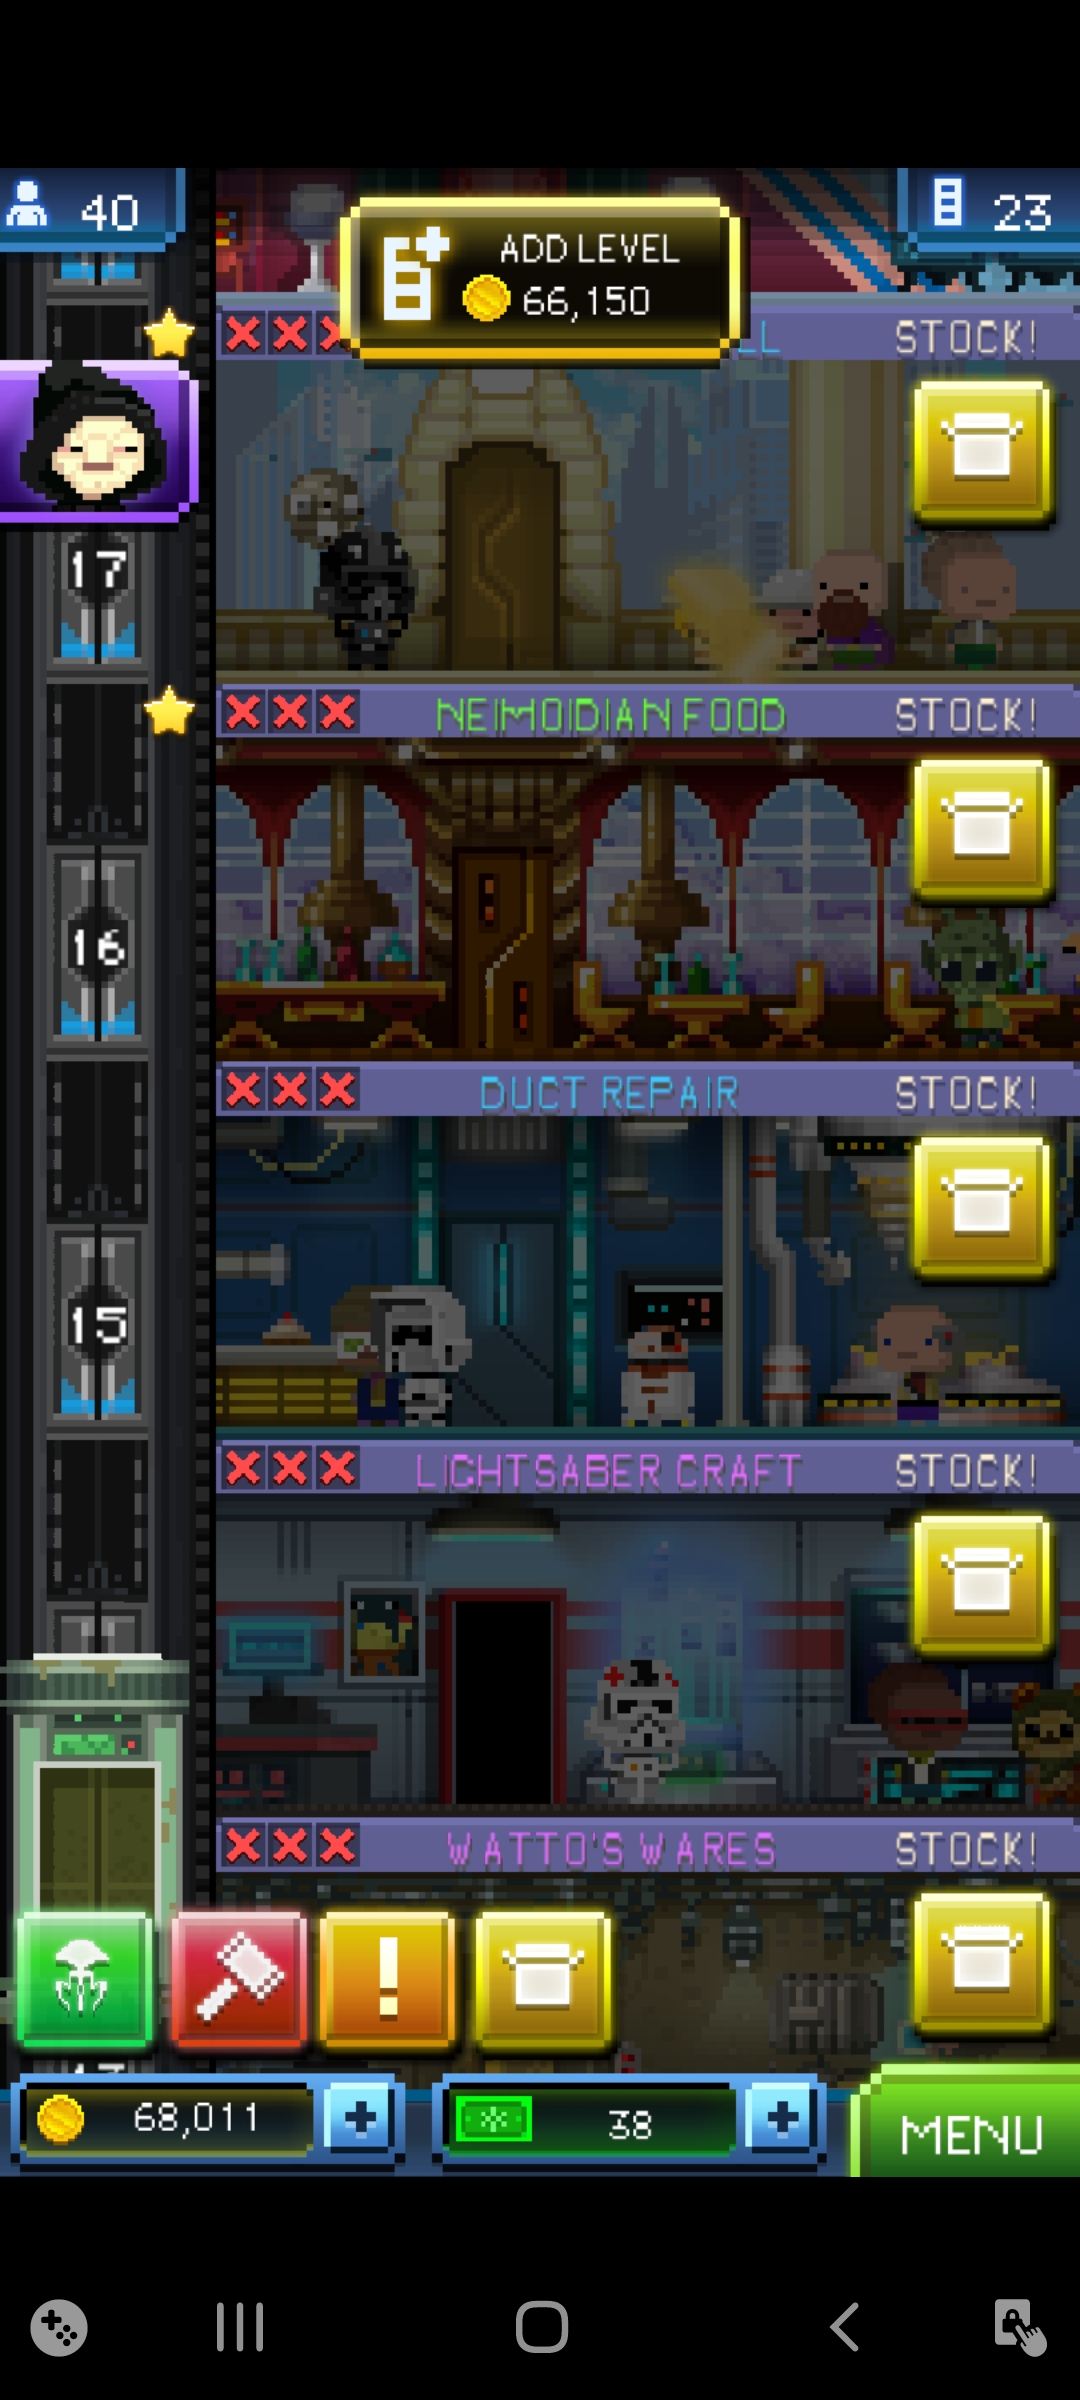 40
ADD LEVEL
66,150
23
LL
STOCK!
17
NEIMOIDIAN FOOD
STOCK!
16
DUCT REPAIR
STOCK!
15
LIGHTSABER CRAFT
STOCK!
WATTO'S WARES
STOCK!
68,011
38
MENU